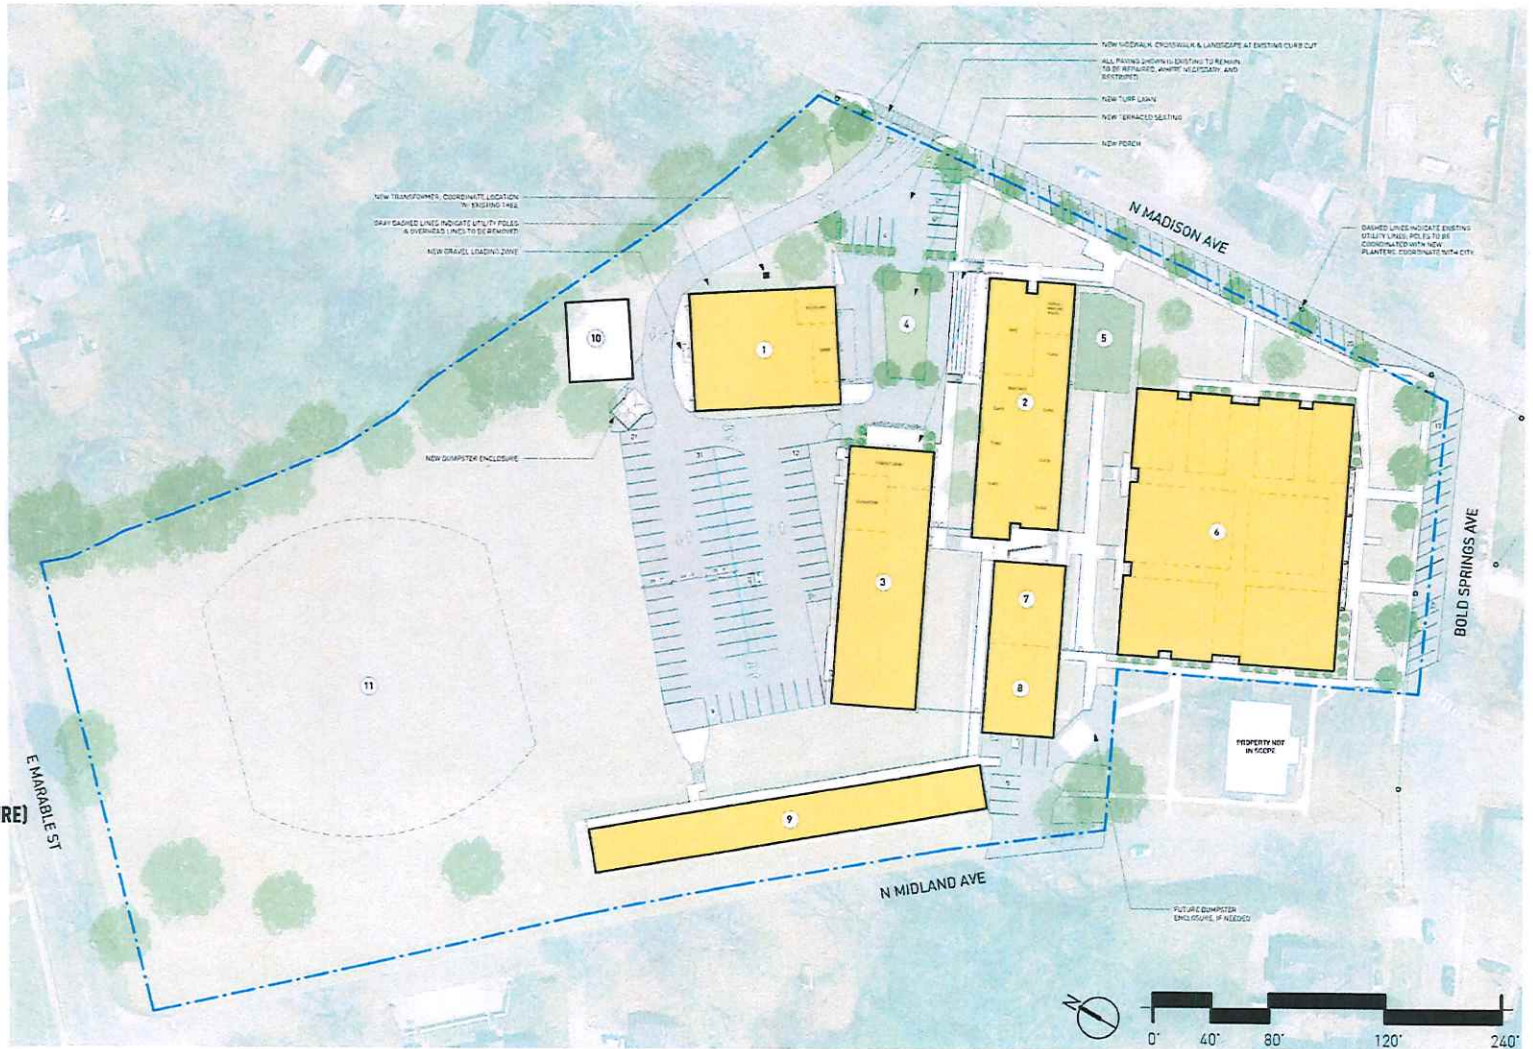 NEW SIDEWALK, CROSSWALK & LANDSCAPE AT EXISTING CURB CUT
ALL PAVING SHOWN IS EXISTING TO REMAIN
TO BE REPAIRED, WHERE NECESSARY, AND
RESTRIPED
NEW TURF LAWN
NEW TERRACED SEATING
NEW PORCH
NEW TRANSFORMER, COORDINATE LOCATION
W/ EXISTING TREE
GRAY DASHED LINES INDICATE UTILITY POLES
& OVERHEAD LINES TO BE REMOVED
NEW GRAVEL LOADING ZONE
N MADISON AVE
DASHED LINES INDICATE EXISTING
UTILITY LINES; POLES TO BE
COORDINATED WITH NEW
PLANTERS, COORDINATE WITH CITY
10
1
4
5
2
NEW DUMPSTER ENCLOSURE
21
31
12
6
3
7
8
BOLD SPRINGS AVE
11
PROPERTY NOT
IN SCOPE
E MARABLE ST
RE)
9
N MIDLAND AVE
FUTURE DUMPSTER
ENCLOSURE, IF NEEDED
N
0' 40' 80' 120' 240'